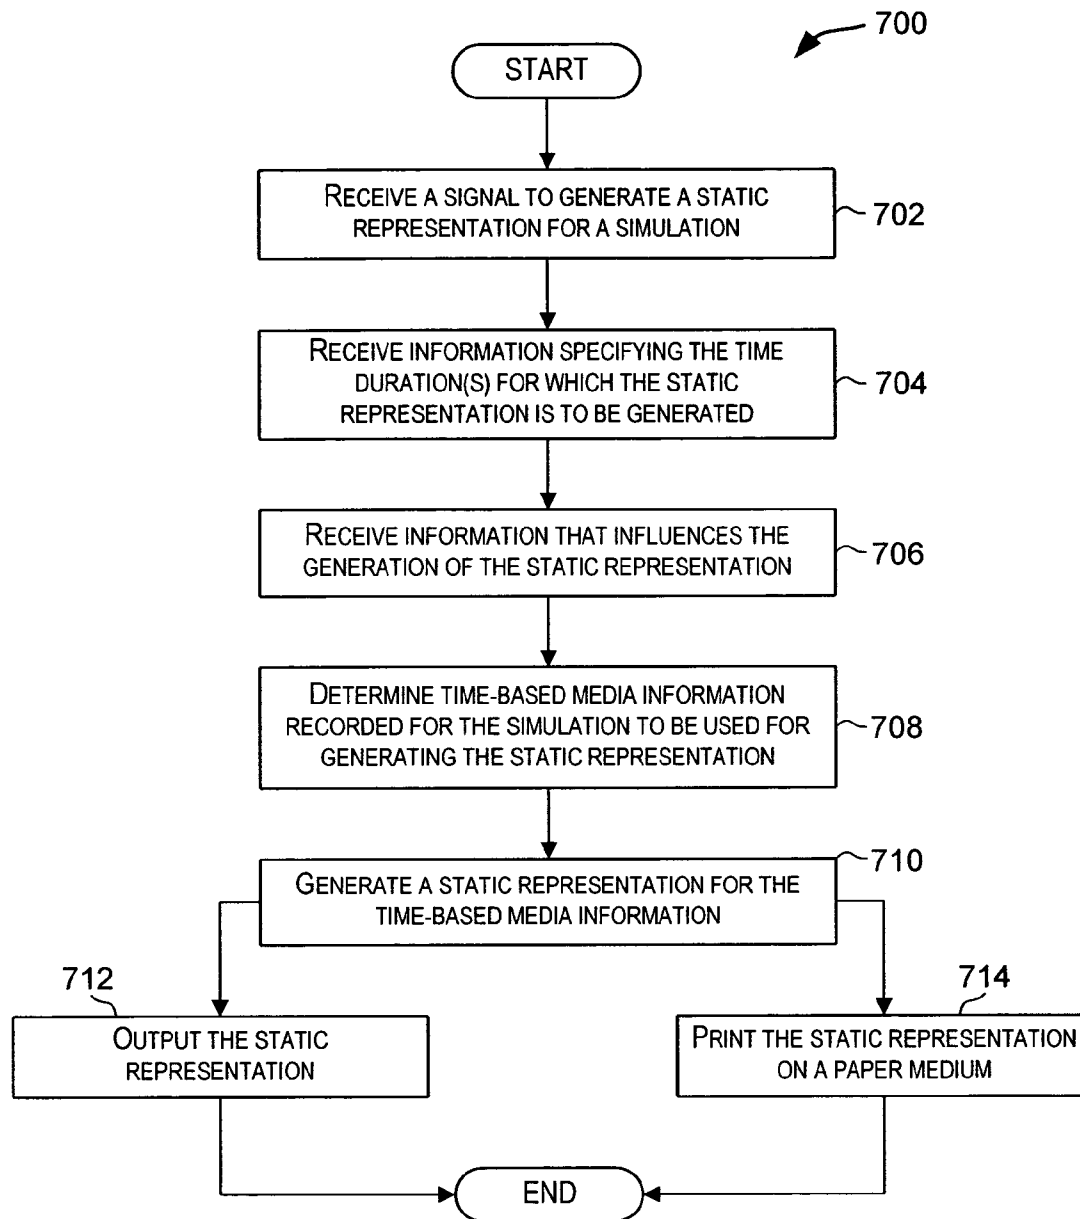 700
START
RECEIVE A SIGNAL TO GENERATE A STATIC
REPRESENTATION FOR A SIMULATION
702
RECEIVE INFORMATION SPECIFYING THE TIME
DURATION(S) FOR WHICH THE STATIC
REPRESENTATION IS TO BE GENERATED
704
RECEIVE INFORMATION THAT INFLUENCES THE
GENERATION OF THE STATIC REPRESENTATION
706
DETERMINE TIME-BASED MEDIA INFORMATION
RECORDED FOR THE SIMULATION TO BE USED FOR
GENERATING THE STATIC REPRESENTATION
708
710
GENERATE A STATIC REPRESENTATION FOR THE
TIME-BASED MEDIA INFORMATION
712
OUTPUT THE STATIC
REPRESENTATION
714
PRINT THE STATIC REPRESENTATION
ON A PAPER MEDIUM
END